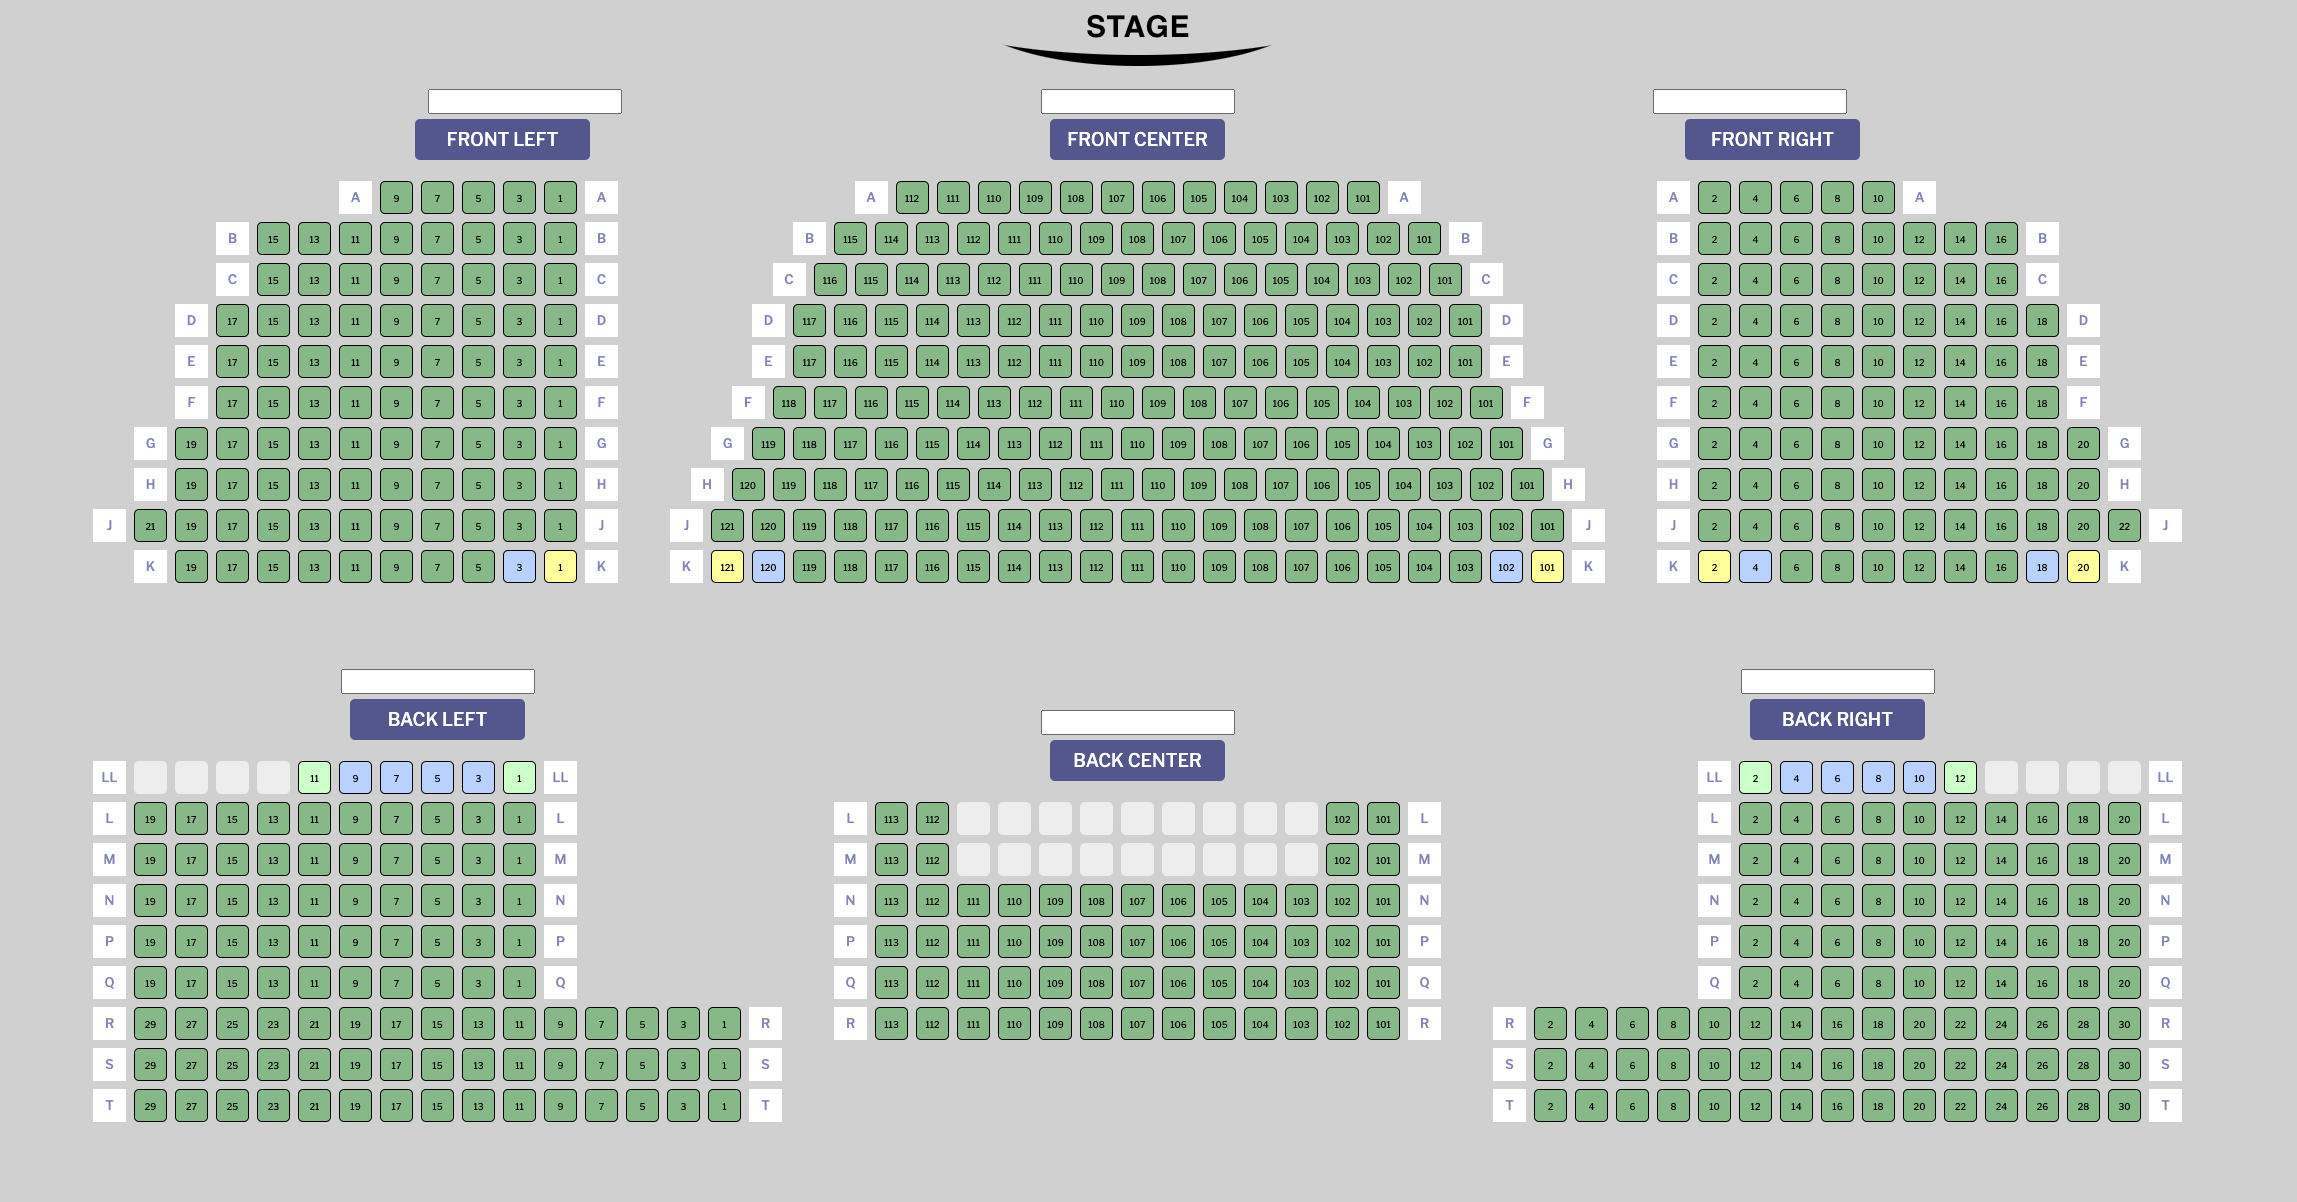 STAGE
FRONT LEFT FRONT CENTER FRONT RIGHT
A 9 7 5 3 1 A A 112 111 110 109 108 107 106 105 104 103 102 101 A A 2 4 6 8 10 A
B 15 13 11 9 7 5 3 1 B B 115 114 113 112 111 110 109 108 107 106 105 104 103 102 101 B B 2 4 6 8 10 12 14 16 B
C 15 13 11 9 7 5 3 1 C C 116 115 114 113 112 111 110 109 108 107 106 105 104 103 102 101 C C 2 4 6 8 10 12 14 16 C
D 17 15 13 11 9 7 5 3 1 D D 117 116 115 114 113 112 111 110 109 108 107 106 105 104 103 102 101 D D 2 4 6 8 10 12 14 16 18 D
E 17 15 13 11 9 7 5 3 1 E E 117 116 115 114 113 112 111 110 109 108 107 106 105 104 103 102 101 E E 2 4 6 8 10 12 14 16 18 E
F 17 15 13 11 9 7 5 3 1 F F 118 117 116 115 114 113 112 111 110 109 108 107 106 105 104 103 102 101 F F 2 4 6 8 10 12 14 16 18 F
G 19 17 15 13 11 9 7 5 3 1 G G 119 118 117 116 115 114 113 112 111 110 109 108 107 106 105 104 103 102 101 G G 2 4 6 8 10 12 14 16 18 20 G
H 19 17 15 13 11 9 7 5 3 1 H H 120 119 118 117 116 115 114 113 112 111 110 109 108 107 106 105 104 103 102 101 H H 2 4 6 8 10 12 14 16 18 20 H
J 21 19 17 15 13 11 9 7 5 3 1 J J 121 120 119 118 117 116 115 114 113 112 111 110 109 108 107 106 105 104 103 102 101 J J 2 4 6 8 10 12 14 16 18 20 22 J
K 19 17 15 13 11 9 7 5 3 1 K K 121 120 119 118 117 116 115 114 113 112 111 110 109 108 107 106 105 104 103 102 101 K K 2 4 6 8 10 12 14 16 18 20 K
BACK LEFT BACK RIGHT
BACK CENTER
LL 11 9 7 5 3 1 LL LL 2 4 6 8 10 12 LL
L 19 17 15 13 11 9 7 5 3 1 L L 113 112 102 101 L L 2 4 6 8 10 12 14 16 18 20 L
M 19 17 15 13 11 9 7 5 3 1 M M 113 112 102 101 M M 2 4 6 8 10 12 14 16 18 20 M
N 19 17 15 13 11 9 7 5 3 1 N N 113 112 111 110 109 108 107 106 105 104 103 102 101 N N 2 4 6 8 10 12 14 16 18 20 N
P 19 17 15 13 11 9 7 5 3 1 P P 113 112 111 110 109 108 107 106 105 104 103 102 101 P P 2 4 6 8 10 12 14 16 18 20 P
Q 19 17 15 13 11 9 7 5 3 1 Q Q 113 112 111 110 109 108 107 106 105 104 103 102 101 Q Q 2 4 6 8 10 12 14 16 18 20 Q
R 29 27 25 23 21 19 17 15 13 11 9 7 5 3 1 R R 113 112 111 110 109 108 107 106 105 104 103 102 101 R R 2 4 6 8 10 12 14 16 18 20 22 24 26 28 30 R
S 29 27 25 23 21 19 17 15 13 11 9 7 5 3 1 S S 2 4 6 8 10 12 14 16 18 20 22 24 26 28 30 S
T 29 27 25 23 21 19 17 15 13 11 9 7 5 3 1 T T 2 4 6 8 10 12 14 16 18 20 22 24 26 28 30 T